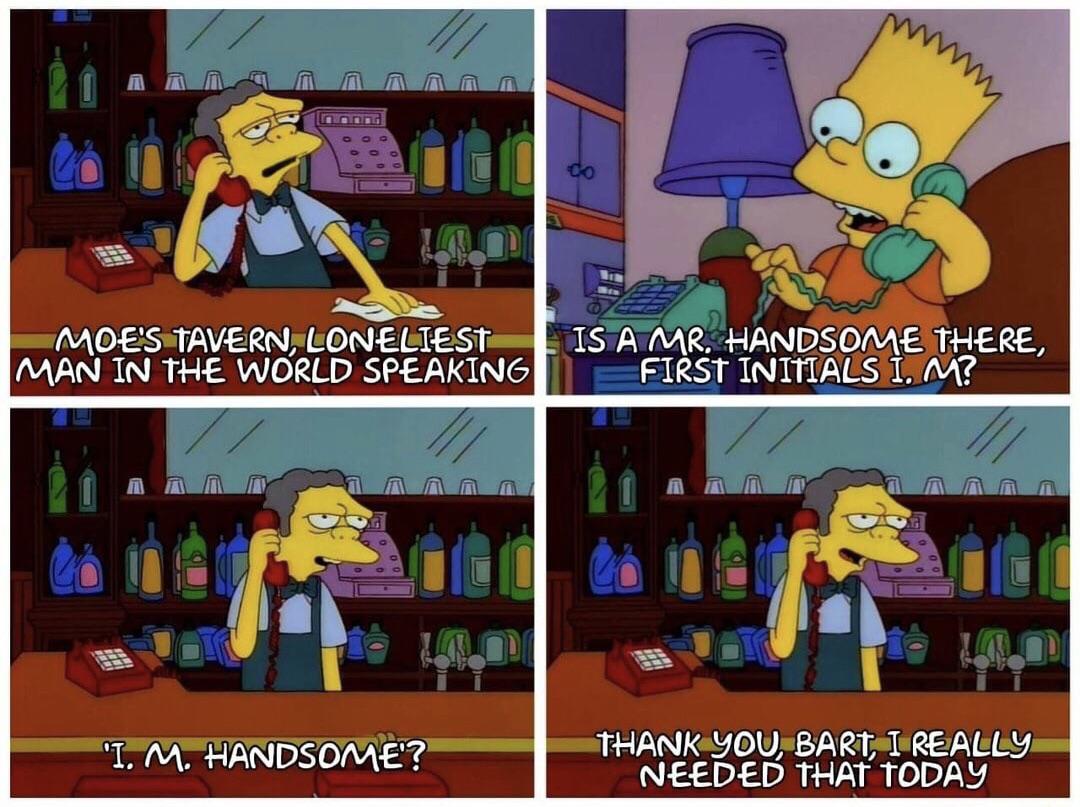 MOE'S TAVERN, LONELIEST
MAN IN THE WORLD SPEAKING
IS A MR. HANDSOME THERE,
FIRST INITIALS I. M?
'I. M. HANDSOME'?
THANK YOU, BART, I REALLY
NEEDED THAT TODAY